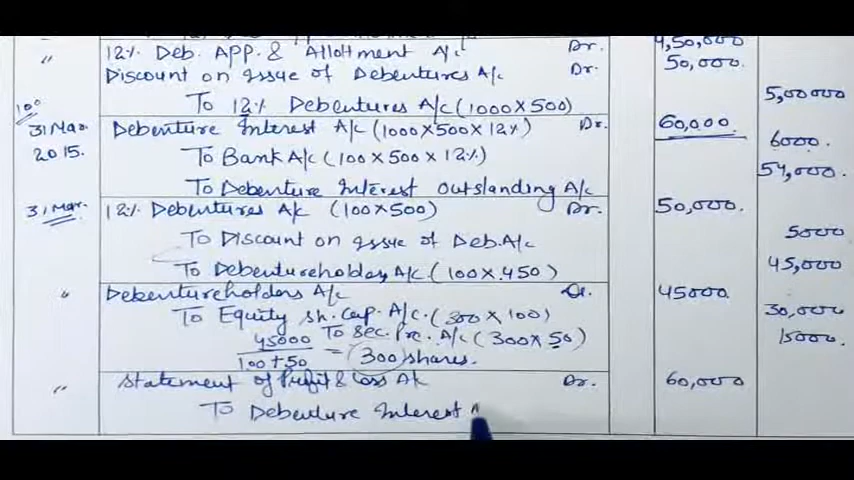 " 12% Deb. App. & Allotment A/c Dr. 4,50,000
Discount on issue of Debentures A/c Dr. 50,000.
To 12% Debentures A/c (1000×500) 5,00000
100
31 Mar. 2015. Debenture Interest A/c (1000×500×12%) Dr. 60,000.
To Bank A/c (100×500×12%) 6000.
To Debenture Interest outstanding A/c 54,000.
31 Mar. 12% Debentures A/c (100×500) Dr. 50,000.
To Discount on issue of Deb. A/c 5000
To Debentureholders A/c (100×450) 45,000
" Debentureholders A/c Dr. 45000.
To Equity sh. cap. A/c. (300×100) 30,000
To Sec. Pre. A/c (300×50) 15000.
45000
100+50 = 300 shares.
" Statement of Profit & Loss A/c Dr. 60,000
To Debenture Interest